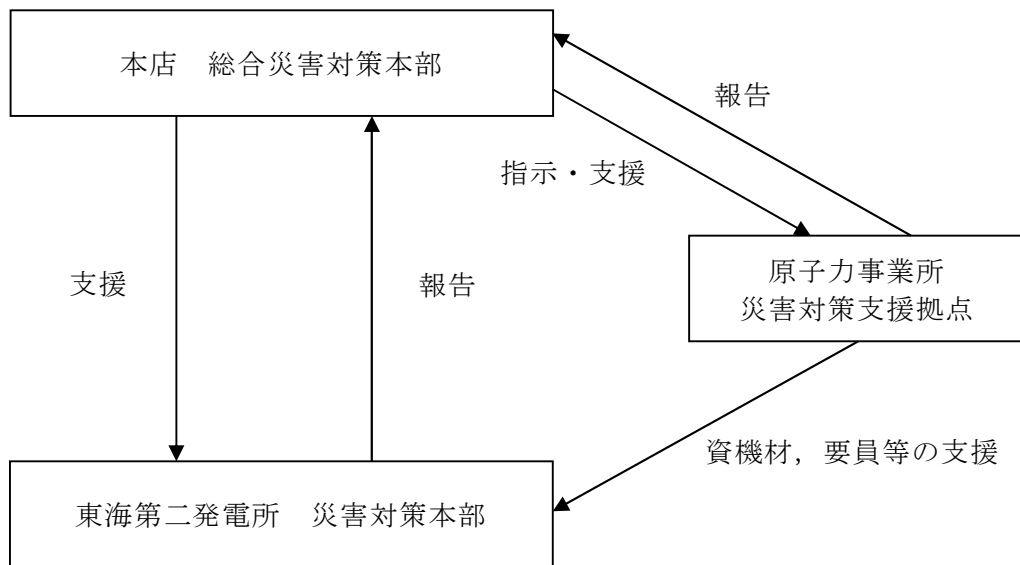 本店　総合災害対策本部
報告
指示・支援
原子力事業所
災害対策支援拠点
支援
報告
資機材，要員等の支援
東海第二発電所　災害対策本部